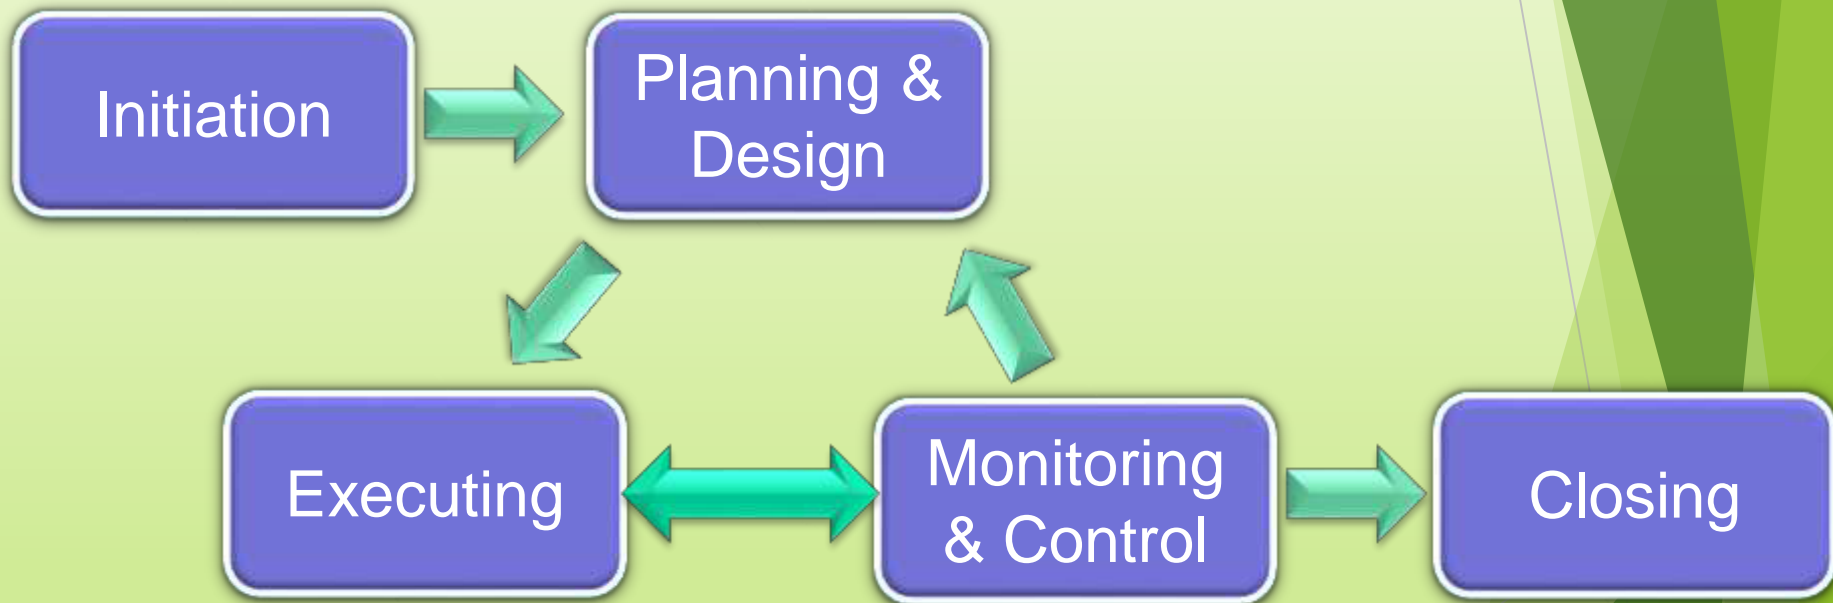 Initiation
Planning &
Design
Executing
Monitoring
& Control
Closing